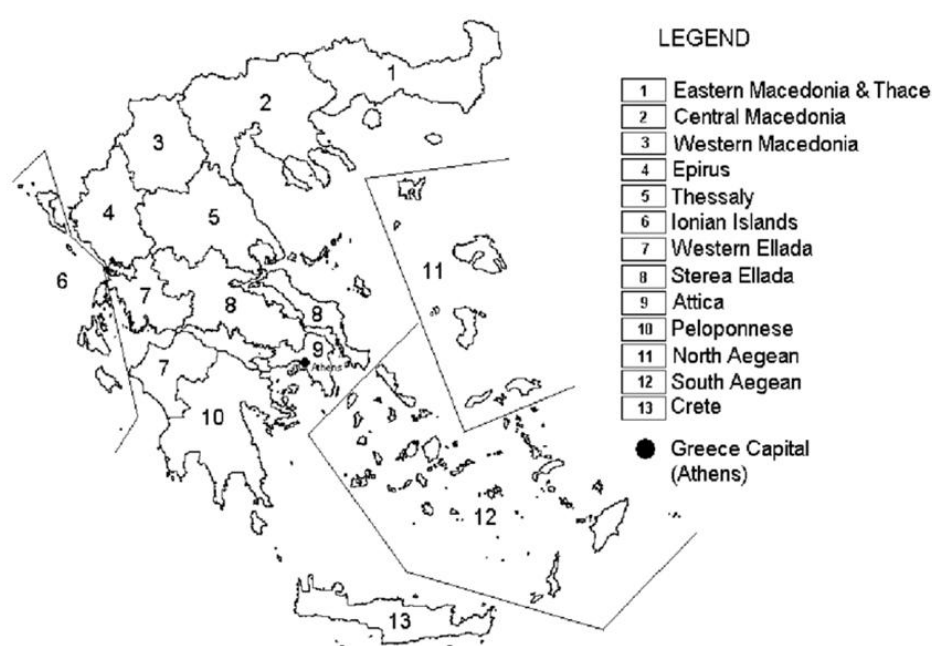 LEGEND
1 Eastern Macedonia & Thace
2 Central Macedonia
3 Western Macedonia
4 Epirus
5 Thessaly
6 Ionian Islands
7 Western Ellada
8 Sterea Ellada
9 Attica
10 Peloponnese
11 North Aegean
12 South Aegean
13 Crete
Greece Capital
(Athens)
1
2
3
4
5
11
6
7
8
8
9
Athens
7
10
12
13